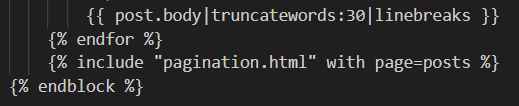 {{ post.body|truncatewords:30|linebreaks }}
{% endfor %}
{% include "pagination.html" with page=posts %}
{% endblock %}